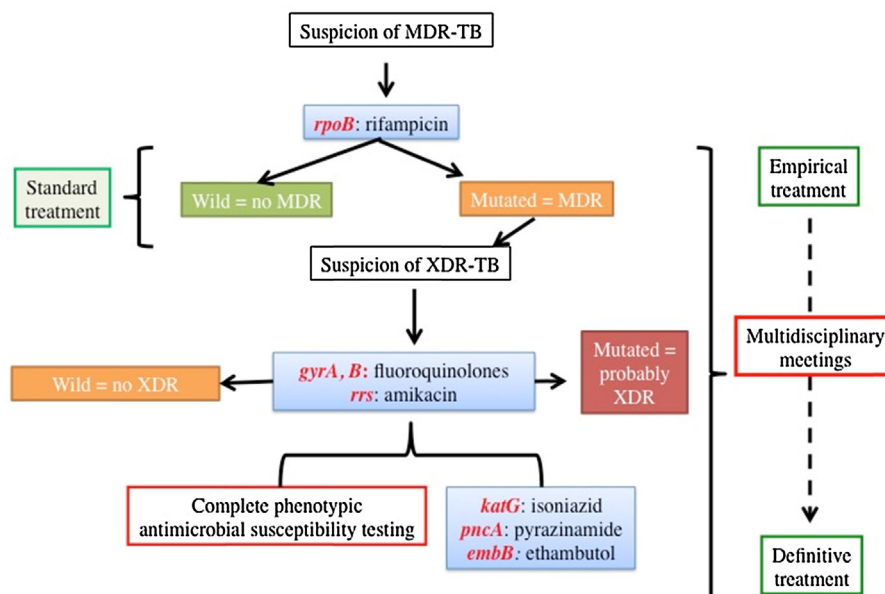 Suspicion of MDR-TB
rpoB: rifampicin
Standard
treatment
Wild = no MDR
Mutated = MDR
Empirical
treatment
Suspicion of XDR-TB
Multidisciplinary
meetings
Wild = no XDR
gyrA, B: fluoroquinolones
rrs: amikacin
Mutated =
probably
XDR
Complete phenotypic
antimicrobial susceptibility testing
katG: isoniazid
pncA: pyrazinamide
embB: ethambutol
Definitive
treatment